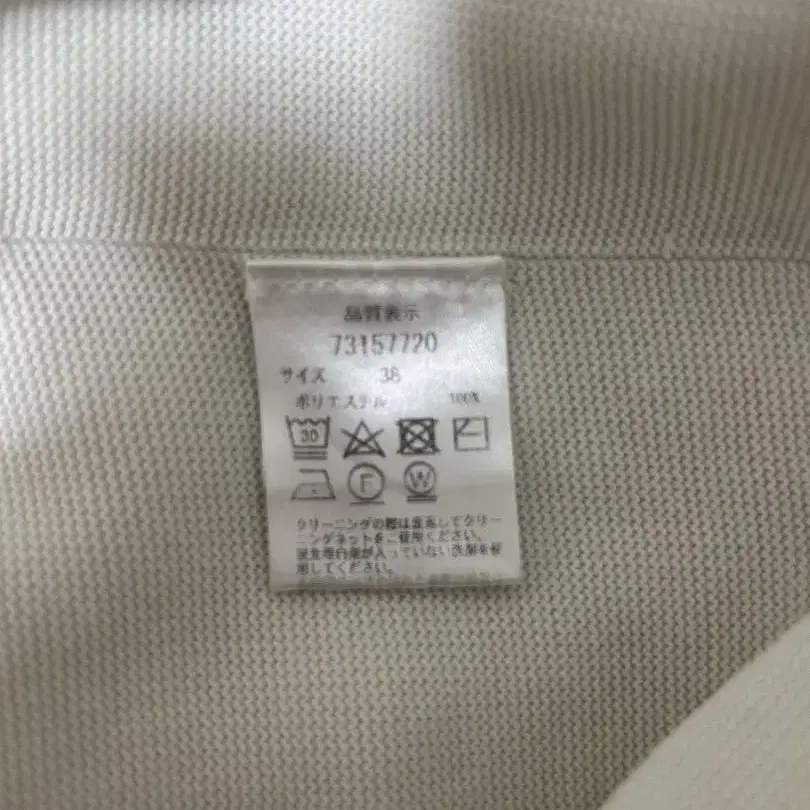 品質表示
73157720
サイズ 38
ポリエステル 100%
30
F W
クリーニングの際は裏返してクリー
ニングネットをご使用ください。
蛍光増白剤が入っていない洗剤を使
用してください。